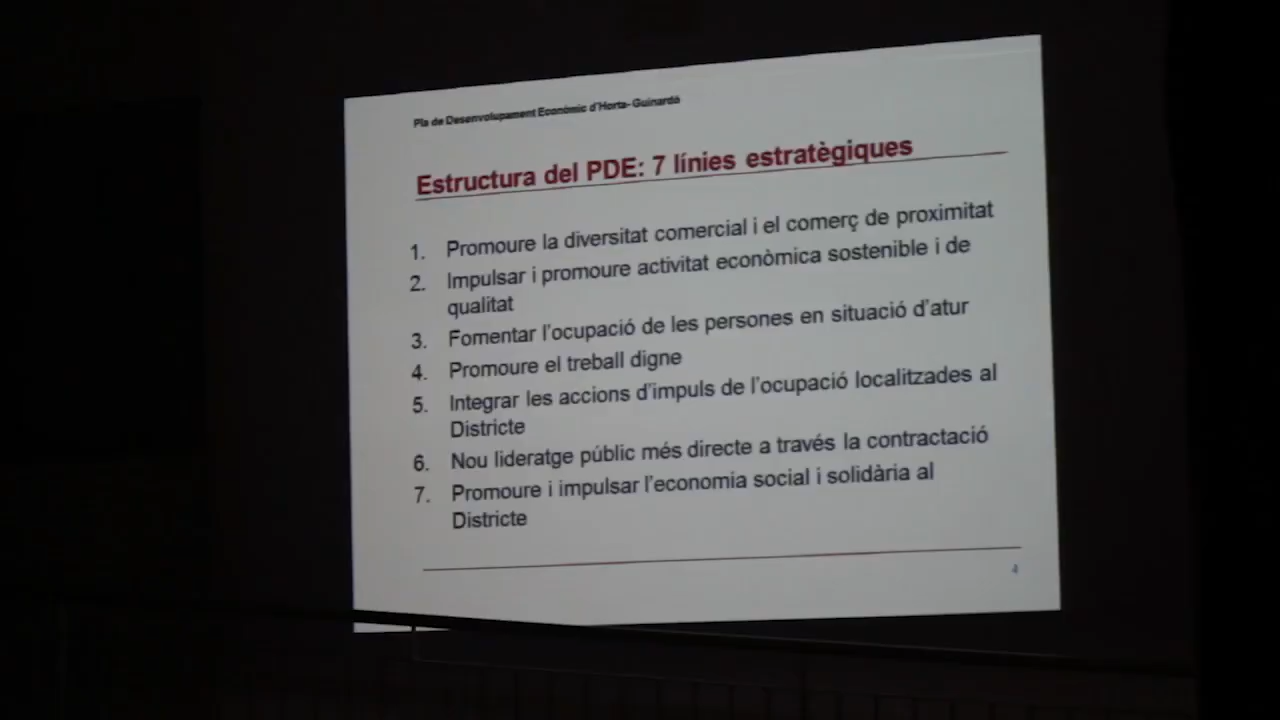 Pla de Desenvolupament Econòmic d'Horta- Guinardó
Estructura del PDE: 7 línies estratègiques
1. Promoure la diversitat comercial i el comerç de proximitat
2. Impulsar i promoure activitat econòmica sostenible i de
qualitat
3. Fomentar l'ocupació de les persones en situació d'atur
4. Promoure el treball digne
5. Integrar les accions d'impuls de l'ocupació localitzades al
Districte
6. Nou lideratge públic més directe a través la contractació
7. Promoure i impulsar l'economia social i solidària al
Districte
4